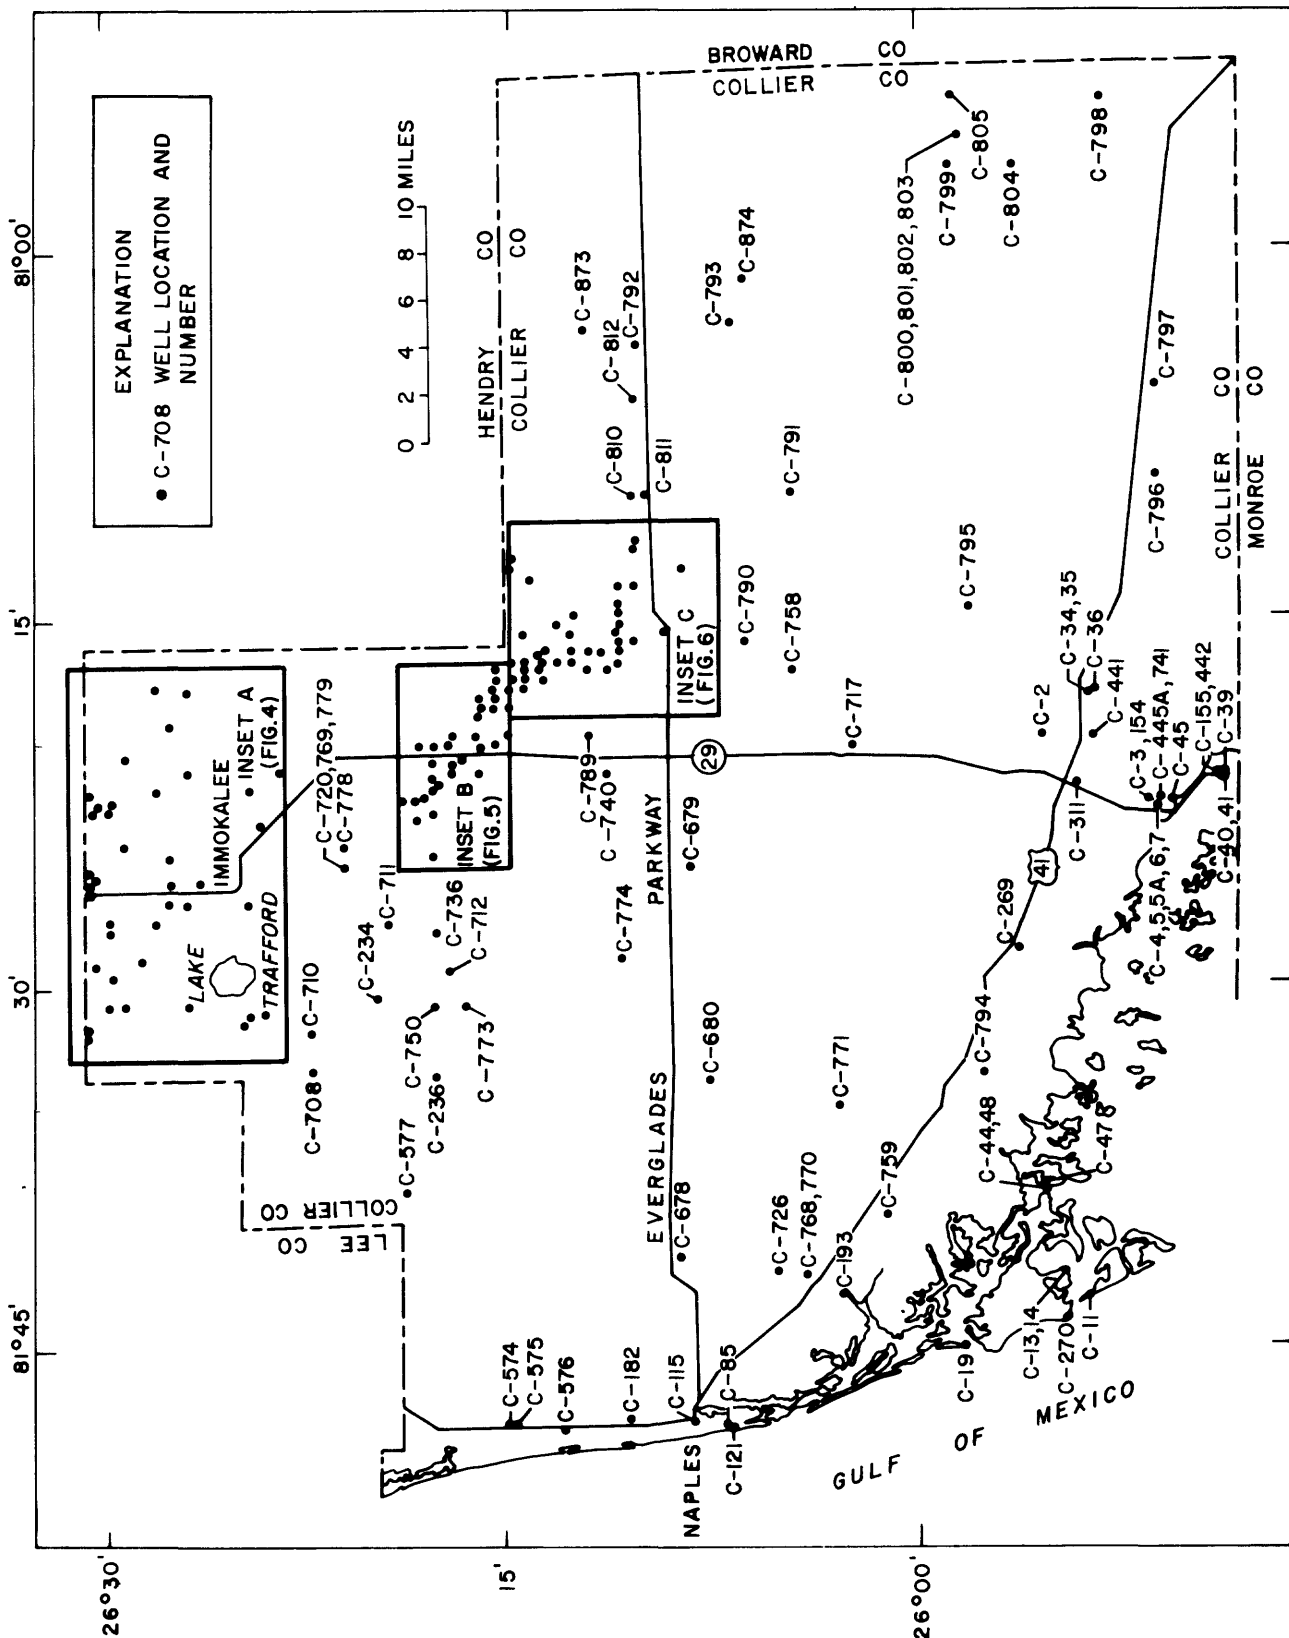 81°45'
30'
15'
81°00'
26°30'
15'
26°00'
EXPLANATION
• C-708 WELL LOCATION AND
NUMBER
0 2 4 6 8 10 MILES
LEE CO
COLLIER CO
HENDRY CO
COLLIER CO
BROWARD CO
COLLIER CO
COLLIER CO
MONROE CO
IMMOKALEE
INSET A
(FIG.4)
LAKE
TRAFFORD
INSET B
(FIG.5)
INSET C
(FIG.6)
EVERGLADES
PARKWAY
29
41
NAPLES
GULF OF MEXICO
C-708
C-710
C-720,769,779
C-778
C-711
C-234
C-736
C-712
C-750
C-773
C-236
C-577
C-574
C-575
C-576
C-182
C-115
C-85
C-121
C-678
C-680
C-774
C-679
C-740
C-789
C-810
C-811
C-812
C-792
C-873
C-793
C-874
C-791
C-790
C-758
C-717
C-795
C-800,801,802,803
C-799
C-805
C-804
C-798
C-797
C-796
C-726
C-768,770
C-193
C-759
C-771
C-794
C-269
C-311
C-2
C-34,35
C-36
C-441
C-3,154
C-445A,741
C-45
C-155,442
C-39
C-40,41
C-4,5,5A,6,7
C-44,48
C-478
C-19
C-13,14
C-270
C-11